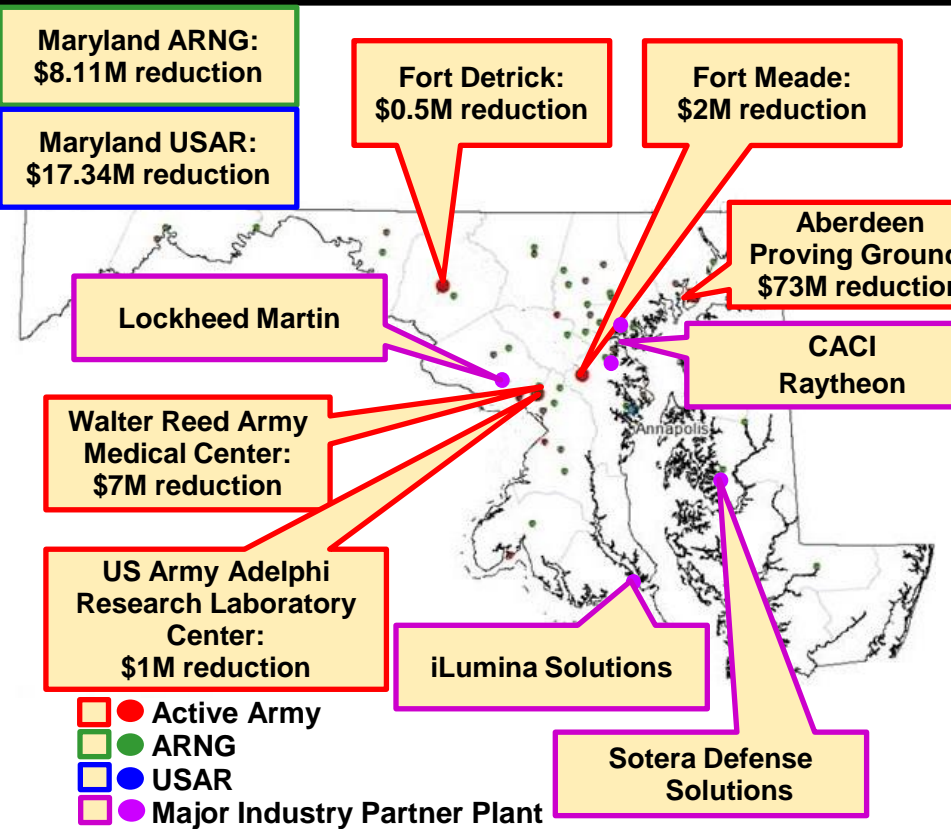 Maryland ARNG:
$8.11M reduction
Maryland USAR:
$17.34M reduction
Fort Detrick:
$0.5M reduction
Fort Meade:
$2M reduction
Aberdeen
Proving Ground
$73M reduction
Lockheed Martin
CACI
Raytheon
Walter Reed Army
Medical Center:
$7M reduction
Annapolis
US Army Adelphi
Research Laboratory
Center:
$1M reduction
iLumina Solutions
Sotera Defense
Solutions
Active Army
ARNG
USAR
Major Industry Partner Plant